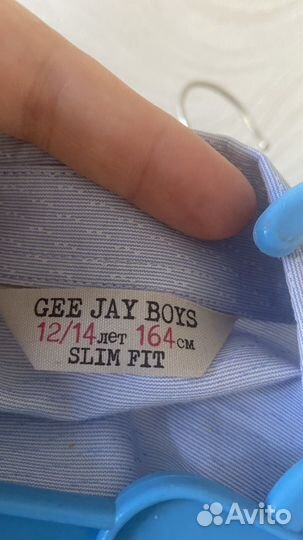 GEE JAY BOYS
12/14лет 164см
SLIM FIT
Avito